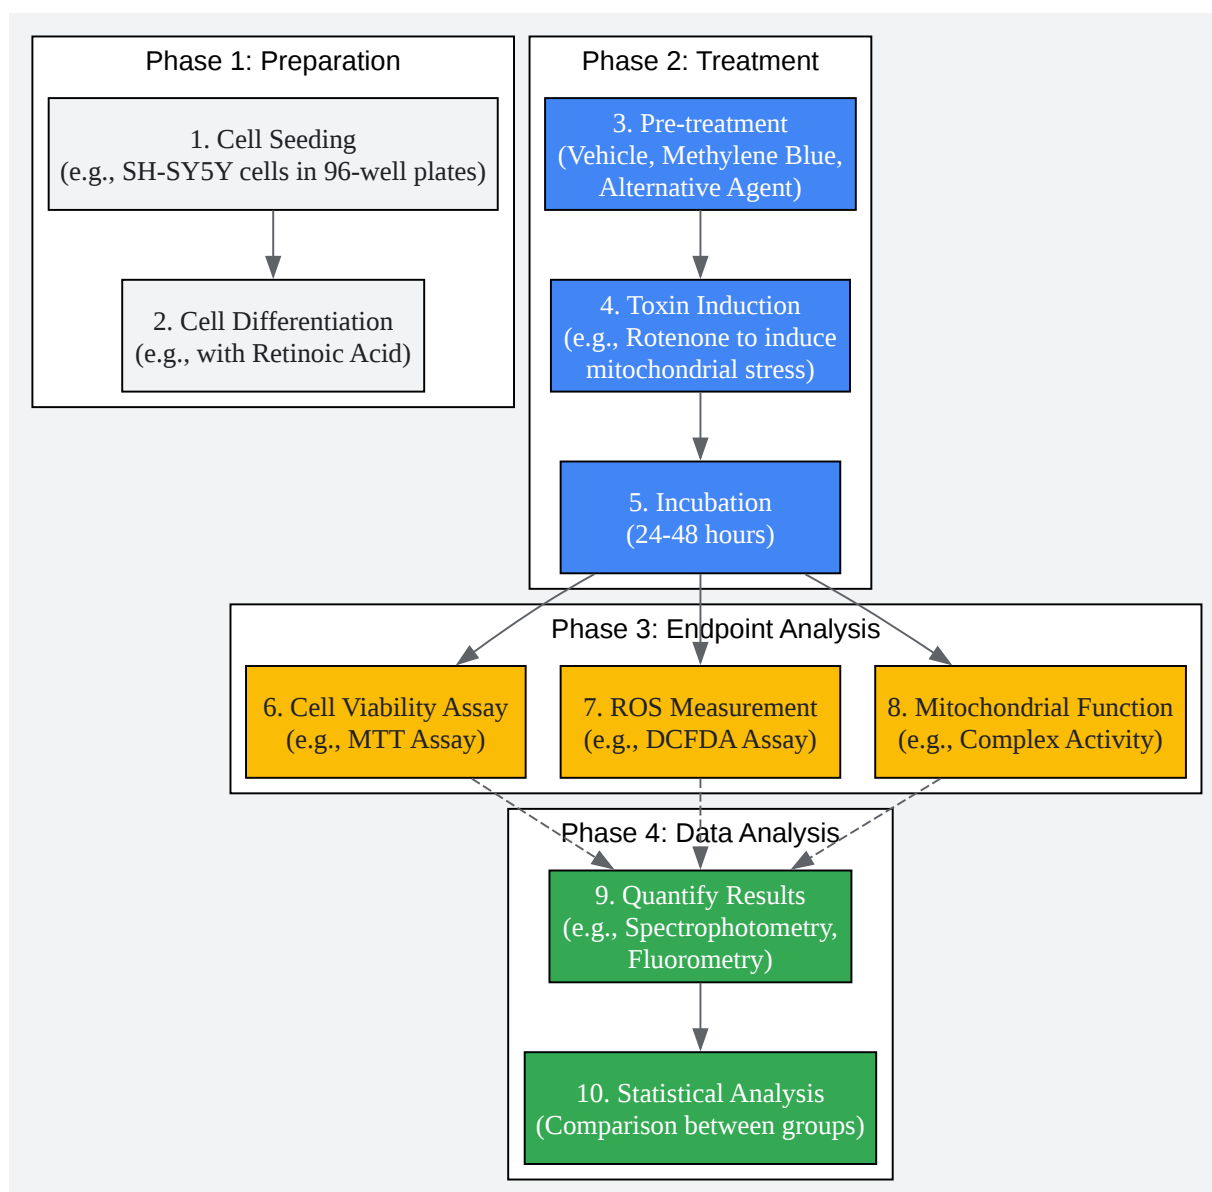 Phase 1: Preparation
1. Cell Seeding
(e.g., SH-SY5Y cells in 96-well plates)
2. Cell Differentiation
(e.g., with Retinoic Acid)
Phase 2: Treatment
3. Pre-treatment
(Vehicle, Methylene Blue,
Alternative Agent)
4. Toxin Induction
(e.g., Rotenone to induce
mitochondrial stress)
5. Incubation
(24-48 hours)
Phase 3: Endpoint Analysis
6. Cell Viability Assay
(e.g., MTT Assay)
7. ROS Measurement
(e.g., DCFDA Assay)
8. Mitochondrial Function
(e.g., Complex Activity)
Phase 4: Data Analysis
9. Quantify Results
(e.g., Spectrophotometry,
Fluorometry)
10. Statistical Analysis
(Comparison between groups)